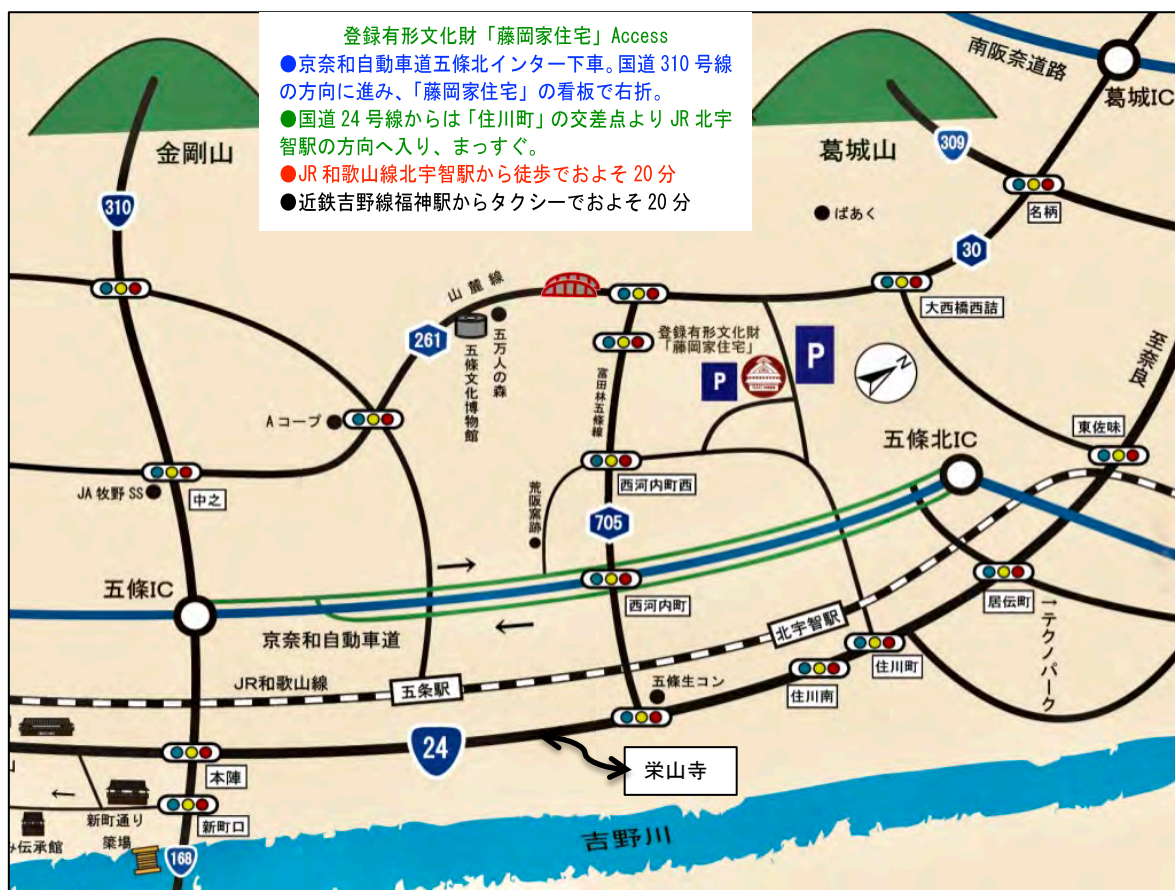 登録有形文化財「藤岡家住宅」Access
●京奈和自動車道五條北インター下車。国道310号線
の方向に進み、「藤岡家住宅」の看板で右折。
●国道24号線からは「住川町」の交差点よりJR北宇
智駅の方向へ入り、まっすぐ。
●JR和歌山線北宇智駅から徒歩でおよそ20分
●近鉄吉野線福神駅からタクシーでおよそ20分
南阪奈道路
葛城IC
金剛山
葛城山
309
310
名柄
ばあく
30
山麓線
大西橋西詰
261
五万人の森
五條文化博物館
登録有形文化財
「藤岡家住宅」
P
P
N
至奈良
富田林五條線
Aコープ
東佐味
五條北IC
西河内町西
JA牧野SS
中之
荒阪窯跡
705
五條IC
西河内町
居伝町
→テクノパーク
京奈和自動車道
北宇智駅
住川町
JR和歌山線
五条駅
五條生コン
住川南
24
本陣
栄山寺
新町通り
新町口
簗場
み伝承館
168
吉野川